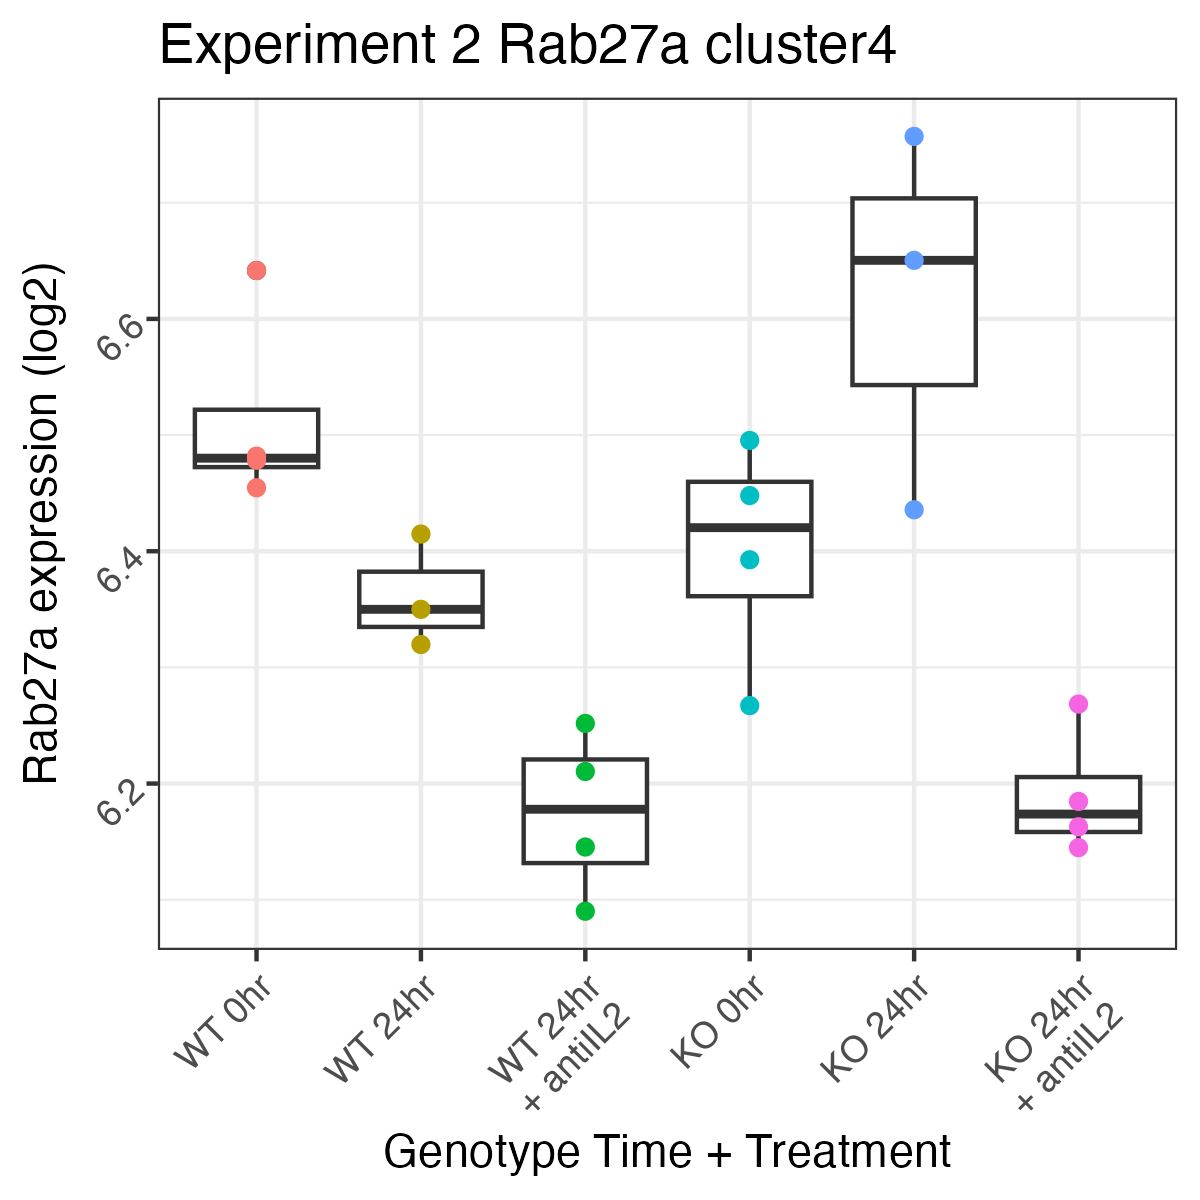 Experiment 2 Rab27a cluster4
Rab27a expression (log2)
6.6
6.4
6.2
WT 0hr
WT 24hr
WT 24hr
+ antiIL2
KO 0hr
KO 24hr
KO 24hr
+ antiIL2
Genotype Time + Treatment